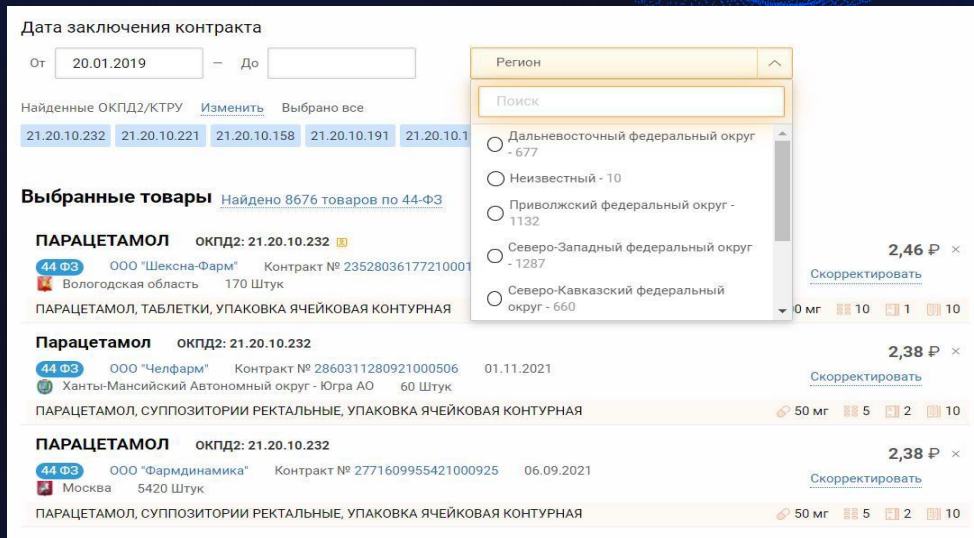 Дата заключения контракта
От 20.01.2019 — До
Регион
Поиск
Дальневосточный федеральный округ
- 677
Неизвестный - 10
Приволжский федеральный округ -
1132
Северо-Западный федеральный округ
- 1287
Северо-Кавказский федеральный
округ - 660
Найденные ОКПД2/КТРУ Изменить Выбрано все
21.20.10.232 21.20.10.221 21.20.10.158 21.20.10.191 21.20.10.1
Выбранные товары Найдено 8676 товаров по 44-ФЗ
ПАРАЦЕТАМОЛ ОКПД2: 21.20.10.232
2,46 ₽ ×
44 ФЗ ООО "Шексна-Фарм" Контракт № 23528036177210001
Скорректировать
Вологодская область 170 Штук
ПАРАЦЕТАМОЛ, ТАБЛЕТКИ, УПАКОВКА ЯЧЕЙКОВАЯ КОНТУРНАЯ 0 мг 10 1 10
Парацетамол ОКПД2: 21.20.10.232
2,38 ₽ ×
44 ФЗ ООО "Челфарм" Контракт № 2860311280921000506 01.11.2021
Скорректировать
Ханты-Мансийский Автономный округ - Югра АО 60 Штук
ПАРАЦЕТАМОЛ, СУППОЗИТОРИИ РЕКТАЛЬНЫЕ, УПАКОВКА ЯЧЕЙКОВАЯ КОНТУРНАЯ 50 мг 5 2 10
ПАРАЦЕТАМОЛ ОКПД2: 21.20.10.232
2,38 ₽ ×
44 ФЗ ООО "Фармдинамика" Контракт № 2771609955421000925 06.09.2021
Скорректировать
Москва 5420 Штук
ПАРАЦЕТАМОЛ, СУППОЗИТОРИИ РЕКТАЛЬНЫЕ, УПАКОВКА ЯЧЕЙКОВАЯ КОНТУРНАЯ 50 мг 5 2 10